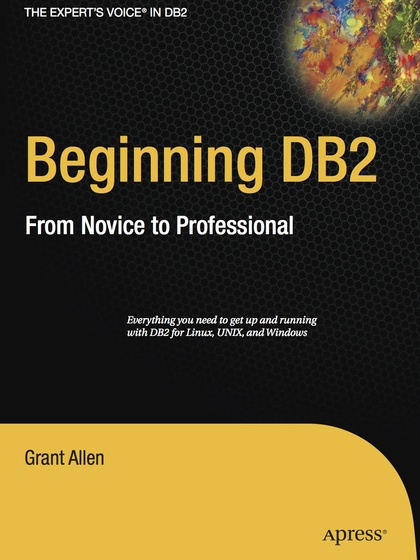 THE EXPERT'S VOICE® IN DB2
Beginning DB2
From Novice to Professional
Everything you need to get up and running
with DB2 for Linux, UNIX, and Windows
Grant Allen
Apress®